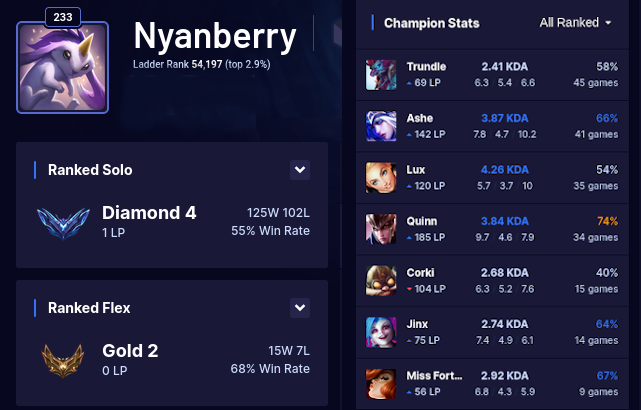 233
Nyanberry
Ladder Rank 54,197 (top 2.9%)
Ranked Solo
Diamond 4
1 LP
125W 102L
55% Win Rate
Ranked Flex
Gold 2
0 LP
15W 7L
68% Win Rate
Champion Stats
All Ranked
Trundle 2.41 KDA 58%
69 LP 6.3 5.4 6.6 45 games
Ashe 3.87 KDA 66%
142 LP 7.8 4.7 10.2 41 games
Lux 4.26 KDA 54%
120 LP 5.7 3.7 10 35 games
Quinn 3.84 KDA 74%
185 LP 9.7 4.6 7.9 34 games
Corki 2.68 KDA 40%
104 LP 6.3 5.2 7.6 15 games
Jinx 2.74 KDA 64%
75 LP 7.4 4.9 6.1 14 games
Miss Fort... 2.92 KDA 67%
56 LP 6.8 4.3 5.9 9 games